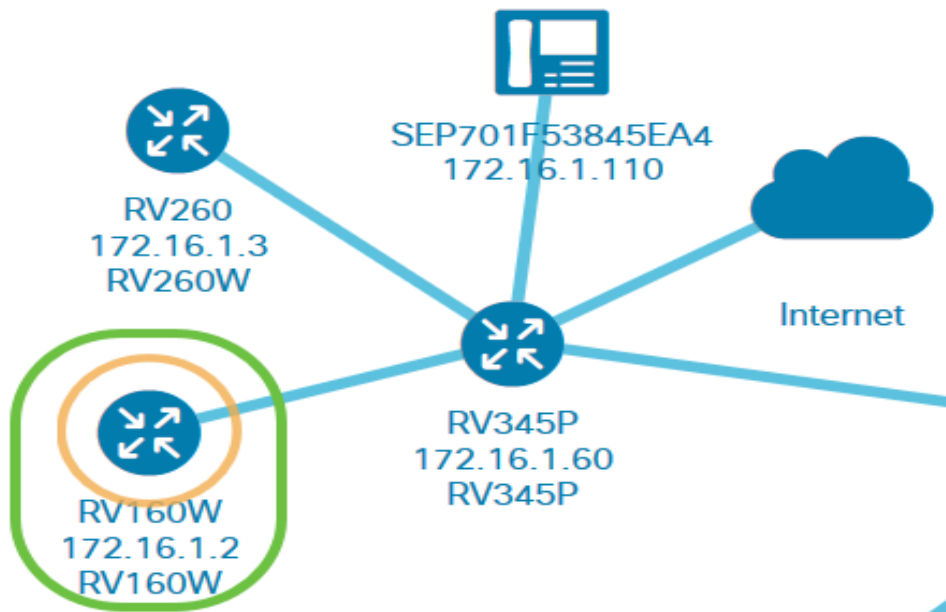 SEP701F53845EA4
172.16.1.110
RV260
172.16.1.3
RV260W
Internet
RV345P
172.16.1.60
RV345P
RV160W
172.16.1.2
RV160W